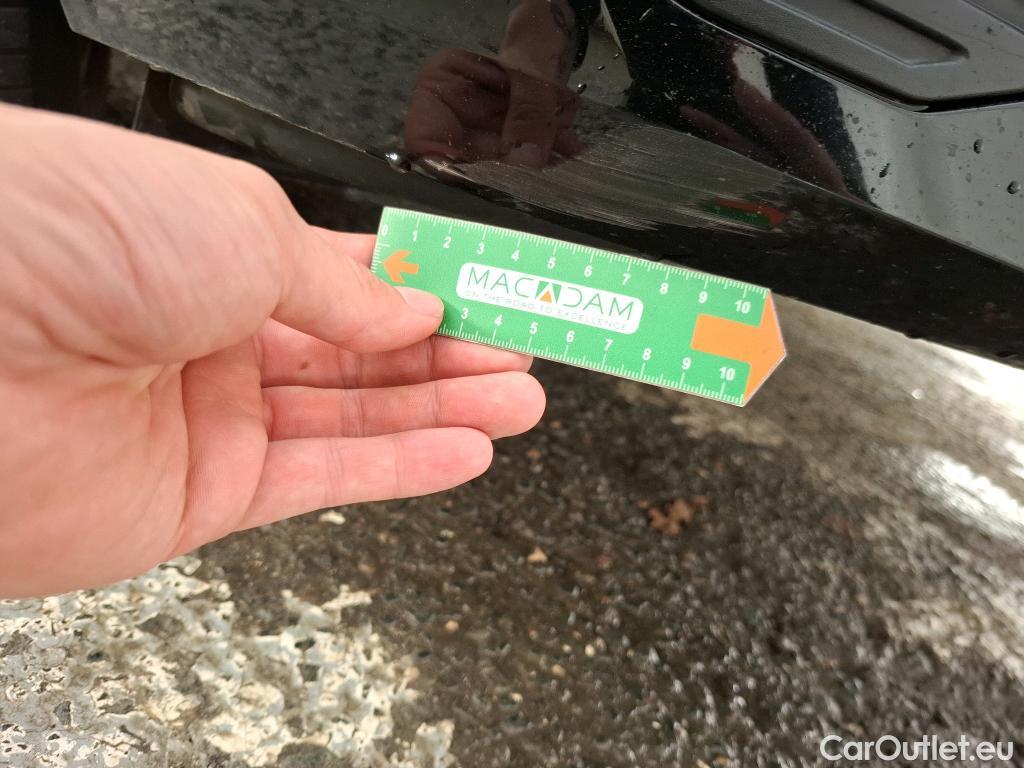 0 1 2 3 4 5 6 7 8 9 10
MACADAM
ON THE ROAD TO EXCELLENCE
3 4 5 6 7 8 9 10
CarOutlet.eu